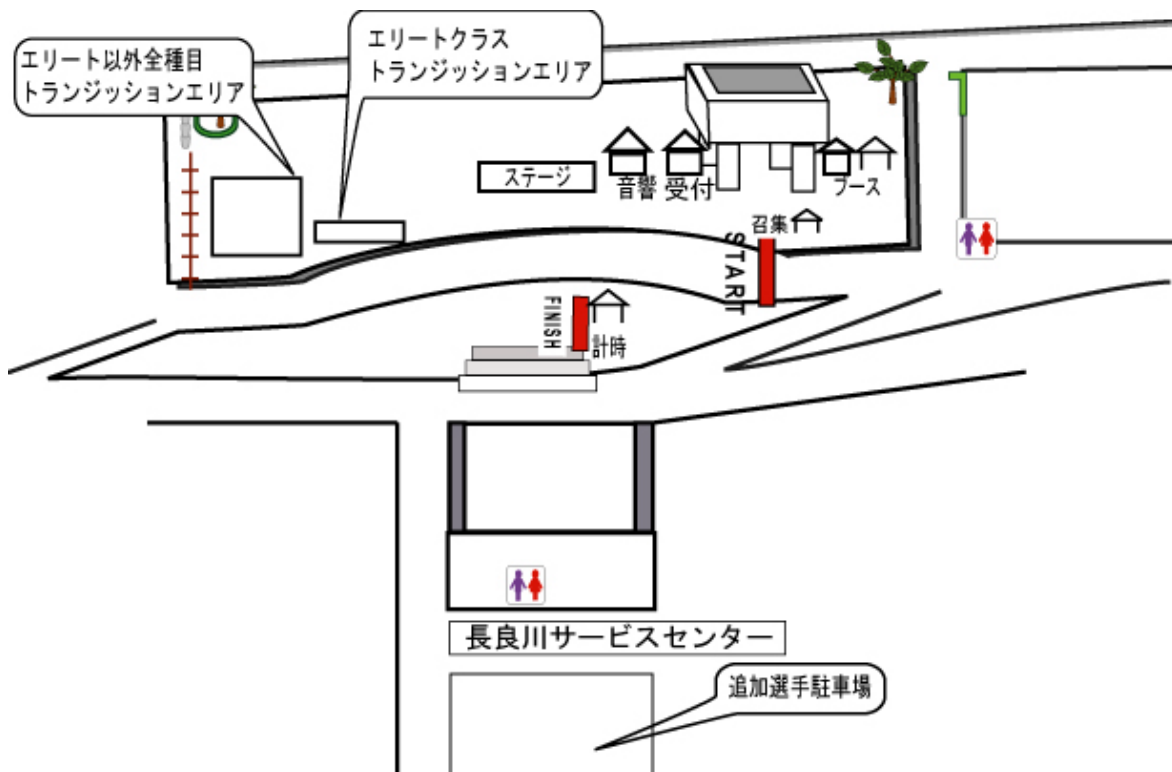 エリート以外全種目
トランジッションエリア
エリートクラス
トランジッションエリア
ステージ
音響
受付
ブース
召集
START
FINISH
計時
長良川サービスセンター
追加選手駐車場